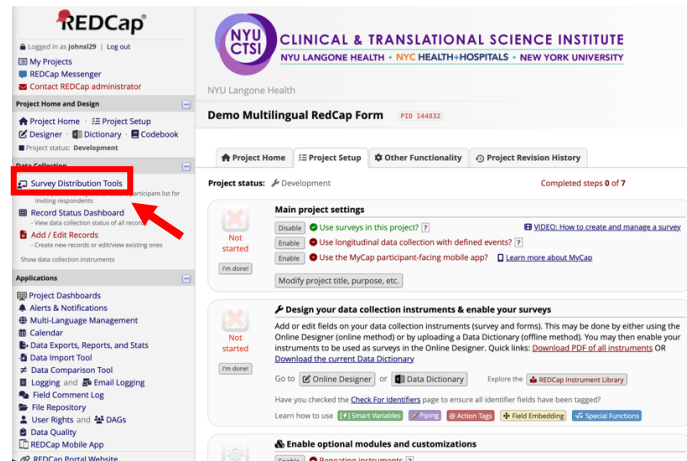 REDCap®
Logged in as johnsl29 | Log out
My Projects
REDCap Messenger
Contact REDCap administrator
Project Home and Design
Project Home · Project Setup
Designer · Dictionary · Codebook
Project status: Development
Data Collection
Survey Distribution Tools
participant list for
inviting respondents
Record Status Dashboard
- View data collection status of all records
Add / Edit Records
- Create new records or edit/view existing ones
Show data collection instruments
Applications
Project Dashboards
Alerts & Notifications
Multi-Language Management
Calendar
Data Exports, Reports, and Stats
Data Import Tool
Data Comparison Tool
Logging and Email Logging
Field Comment Log
File Repository
User Rights and DAGs
Data Quality
REDCap Mobile App
REDCap Portal Website
NYU
CTSI
CLINICAL & TRANSLATIONAL SCIENCE INSTITUTE
NYU LANGONE HEALTH • NYC HEALTH+HOSPITALS • NEW YORK UNIVERSITY
NYU Langone Health
Demo Multilingual RedCap Form PID 144832
Project Home Project Setup Other Functionality Project Revision History
Project status: Development Completed steps 0 of 7
Not
started
I'm done!
Main project settings
Disable Use surveys in this project? ? VIDEO: How to create and manage a survey
Enable Use longitudinal data collection with defined events? ?
Enable Use the MyCap participant-facing mobile app? Learn more about MyCap
Modify project title, purpose, etc.
Not
started
I'm done!
Design your data collection instruments & enable your surveys
Add or edit fields on your data collection instruments (survey and forms). This may be done by either using the
Online Designer (online method) or by uploading a Data Dictionary (offline method). You may then enable your
instruments to be used as surveys in the Online Designer. Quick links: Download PDF of all instruments OR
Download the current Data Dictionary
Go to Online Designer or Data Dictionary Explore the REDCap Instrument Library
Have you checked the Check For Identifiers page to ensure all identifier fields have been tagged?
Learn how to use Smart Variables Piping @ Action Tags Field Embedding Special Functions
Enable optional modules and customizations
Enable Repeating instruments ?